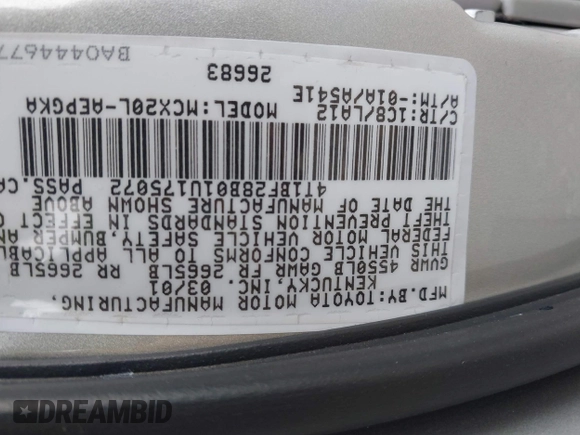 MFD.BY:TOYOTA MOTOR MANUFACTURING,
KENTUCKY, INC. 03/01
GVWR 4550LB GAWR FR 2665LB RR 2665LB
THIS VEHICLE CONFORMS TO ALL APPLICABL
FEDERAL MOTOR VEHICLE SAFETY, BUMPER, AN
THEFT PREVENTION STANDARDS IN EFFECT O
THE DATE OF MANUFACTURE SHOWN ABOVE
4T1BF28B01U175072 PASS.CA
C/TR:1C8/LA12 MODEL:MCX20L-AEPGKA
A/TM:-01A/A541E
26683
BA0444677
DREAMBID